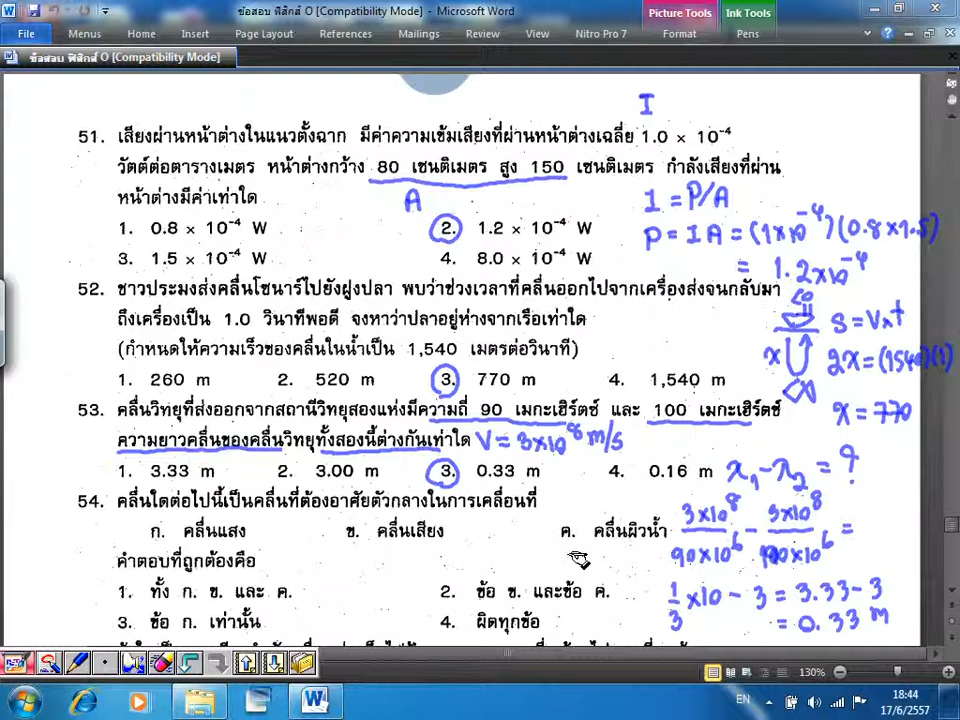 ข้อสอบ ฟิสิกส์ O [Compatibility Mode] - Microsoft Word
Picture Tools
Ink Tools
File Menus Home Insert Page Layout References Mailings Review View Nitro Pro 7 Format Pens
ข้อสอบ ฟิสิกส์ O [Compatibility Mode]
I
51. เสียงผ่านหน้าต่างในแนวตั้งฉาก มีค่าความเข้มเสียงที่ผ่านหน้าต่างเฉลี่ย 1.0 × 10⁻⁴
วัตต์ต่อตารางเมตร หน้าต่างกว้าง 80 เซนติเมตร สูง 150 เซนติเมตร กำลังเสียงที่ผ่าน
หน้าต่างมีค่าเท่าใด
A
I = P/A
1. 0.8 × 10⁻⁴ W 2. 1.2 × 10⁻⁴ W
P = IA = (1×10⁻⁴)(0.8×1.5)
3. 1.5 × 10⁻⁴ W 4. 8.0 × 10⁻⁴ W
= 1.2×10⁻⁴
52. ชาวประมงส่งคลื่นโซนาร์ไปยังฝูงปลา พบว่าช่วงเวลาที่คลื่นออกไปจากเครื่องส่งจนกลับมา
ถึงเครื่องเป็น 1.0 วินาทีพอดี จงหาว่าปลาอยู่ห่างจากเรือเท่าใด
s = v×t
(กำหนดให้ความเร็วของคลื่นในน้ำเป็น 1,540 เมตรต่อวินาที)
x
2x = (1540)(1)
1. 260 m 2. 520 m 3. 770 m 4. 1,540 m
x = 770
53. คลื่นวิทยุที่ส่งออกจากสถานีวิทยุสองแห่งมีความถี่ 90 เมกะเฮิร์ตซ์ และ 100 เมกะเฮิร์ตซ์
ความยาวคลื่นของคลื่นวิทยุทั้งสองนี้ต่างกันเท่าใด
V = 3×10⁸ m/s
1. 3.33 m 2. 3.00 m 3. 0.33 m 4. 0.16 m
λ₁ - λ₂ = ?
54. คลื่นใดต่อไปนี้เป็นคลื่นที่ต้องอาศัยตัวกลางในการเคลื่อนที่
3×10⁸ - 3×10⁸ =
ก. คลื่นแสง ข. คลื่นเสียง ค. คลื่นผิวน้ำ
90×10⁶ 100×10⁶
คำตอบที่ถูกต้องคือ
1. ทั้ง ก. ข. และ ค. 2. ข้อ ข. และข้อ ค.
1/3 ×10 - 3 = 3.33 - 3
3. ข้อ ก. เท่านั้น 4. ผิดทุกข้อ
= 0.33 m
130%
EN
18:44
17/6/2557